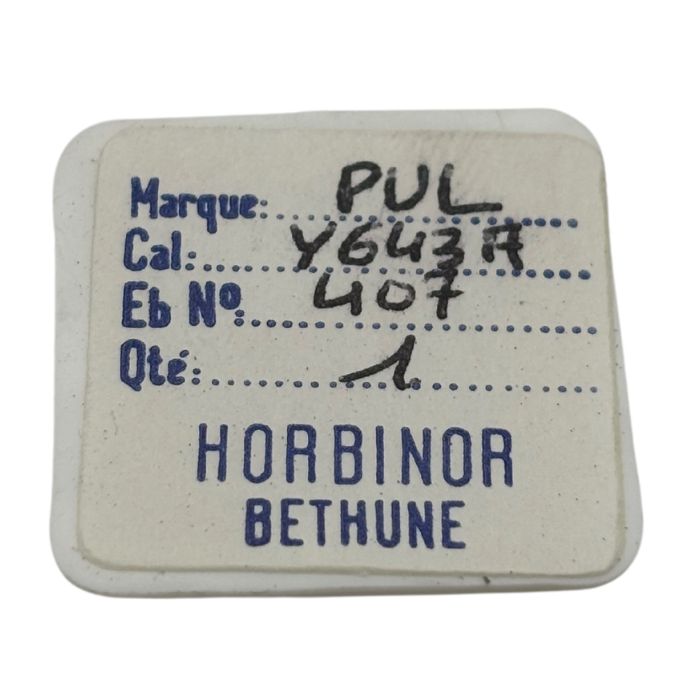 Marque: PUL
Cal: Y643A
Eb Nº 407
Qté: 1
HORBINOR
BETHUNE